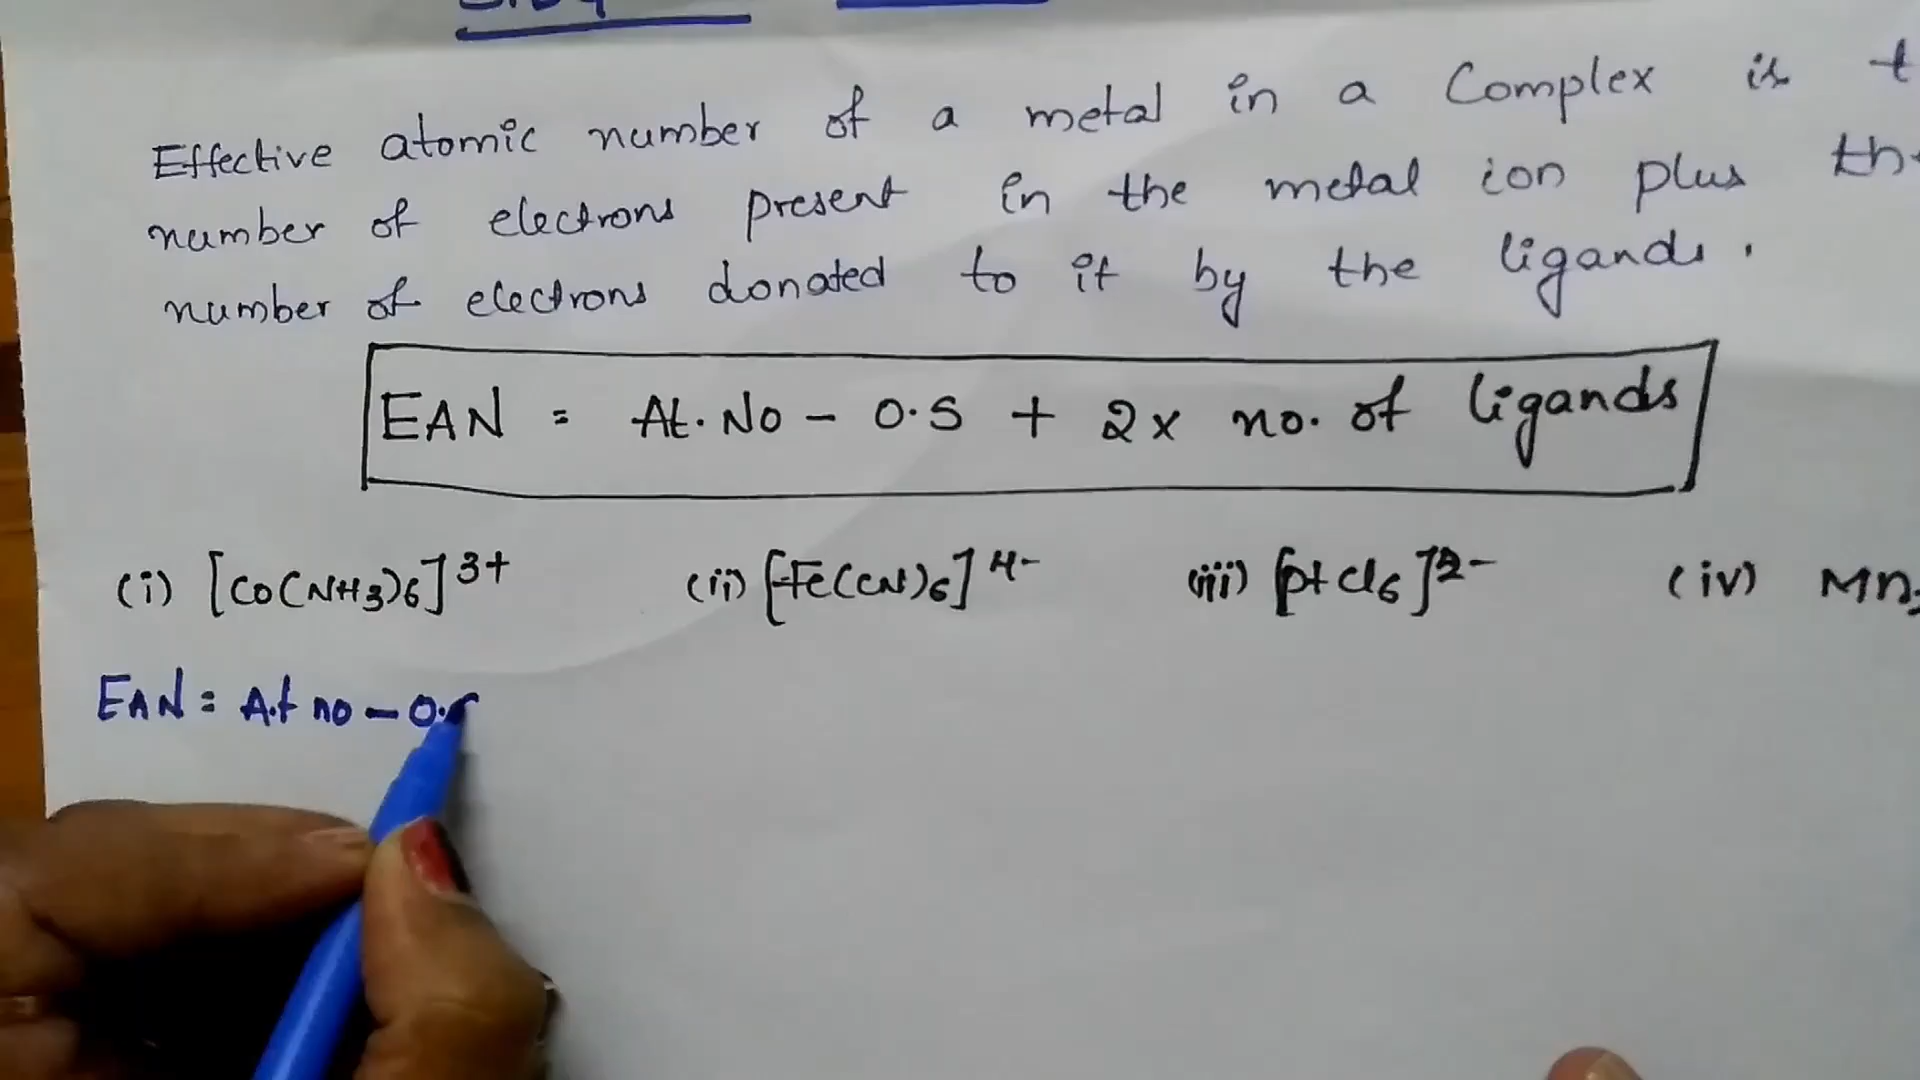 Effective atomic number of a metal in a Complex is
number of electrons present in the metal ion plus
number of electrons donated to it by the ligands.
EAN = At. No - O.S + 2x no. of ligands
(i) [Co(NH3)6]3+ (ii) [Fe(CN)6]4- (iii) [PtCl6]2- (iv) Mn
EAN = A.t no - O.S